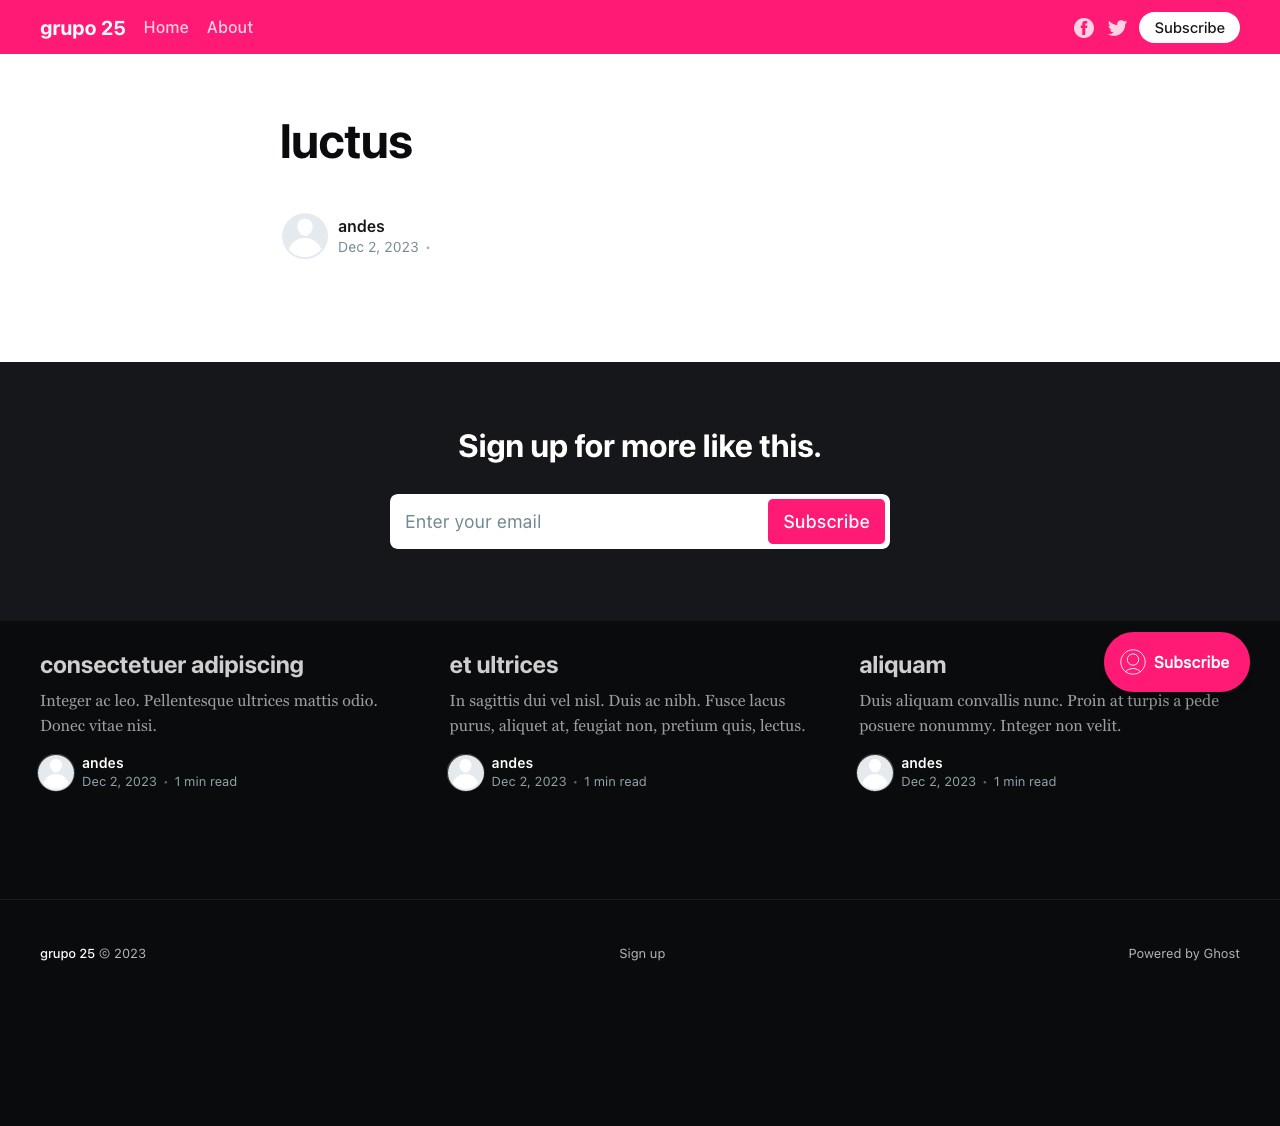 grupo 25 Home About Subscribe
luctus
andes
Dec 2, 2023 •
Sign up for more like this.
Enter your email Subscribe
consectetuer adipiscing
Integer ac leo. Pellentesque ultrices mattis odio.
Donec vitae nisi.
andes
Dec 2, 2023 • 1 min read
et ultrices
In sagittis dui vel nisl. Duis ac nibh. Fusce lacus
purus, aliquet at, feugiat non, pretium quis, lectus.
andes
Dec 2, 2023 • 1 min read
aliquam
Duis aliquam convallis nunc. Proin at turpis a pede
posuere nonummy. Integer non velit.
andes
Dec 2, 2023 • 1 min read
Subscribe
grupo 25 © 2023 Sign up Powered by Ghost